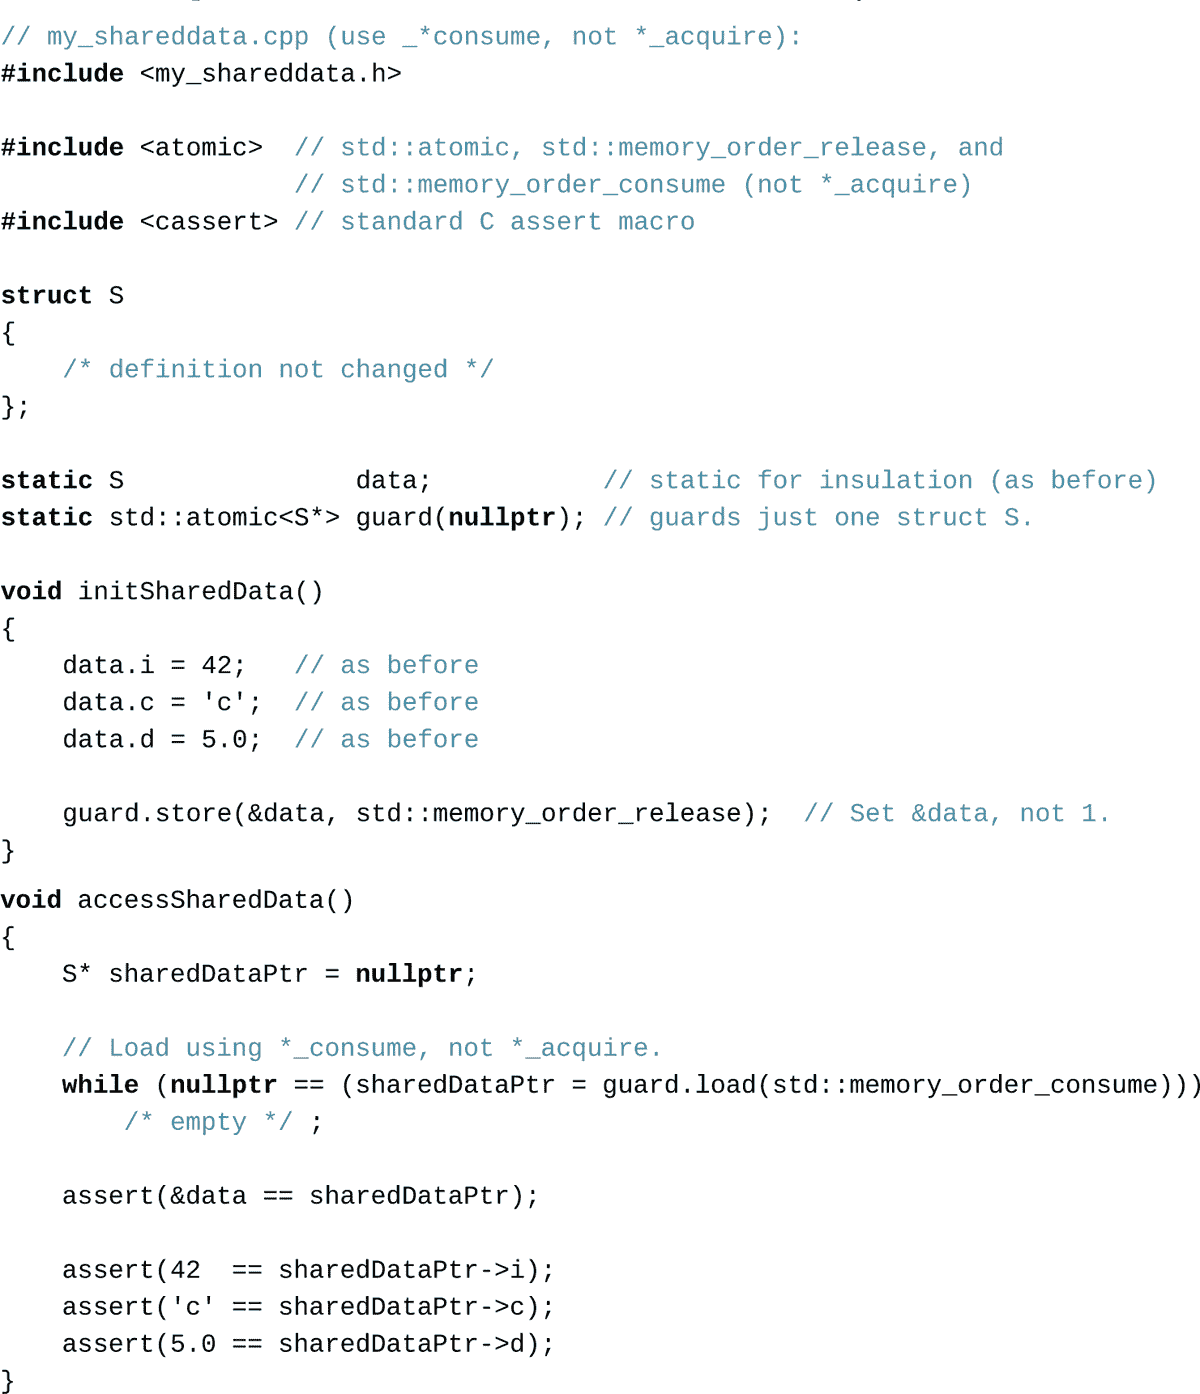 // my_shareddata.cpp (use _*consume, not *_acquire):
#include <my_shareddata.h>

#include <atomic>  // std::atomic, std::memory_order_release, and
                   // std::memory_order_consume (not *_acquire)
#include <cassert> // standard C assert macro

struct S
{
    /* definition not changed */
};

static S               data;           // static for insulation (as before)
static std::atomic<S*> guard(nullptr); // guards just one struct S.

void initSharedData()
{
    data.i = 42;   // as before
    data.c = 'c';  // as before
    data.d = 5.0;  // as before

    guard.store(&data, std::memory_order_release);  // Set &data, not 1.
}
void accessSharedData()
{
    S* sharedDataPtr = nullptr;

    // Load using *_consume, not *_acquire.
    while (nullptr == (sharedDataPtr = guard.load(std::memory_order_consume)))
        /* empty */ ;

    assert(&data == sharedDataPtr);

    assert(42  == sharedDataPtr->i);
    assert('c' == sharedDataPtr->c);
    assert(5.0 == sharedDataPtr->d);
}